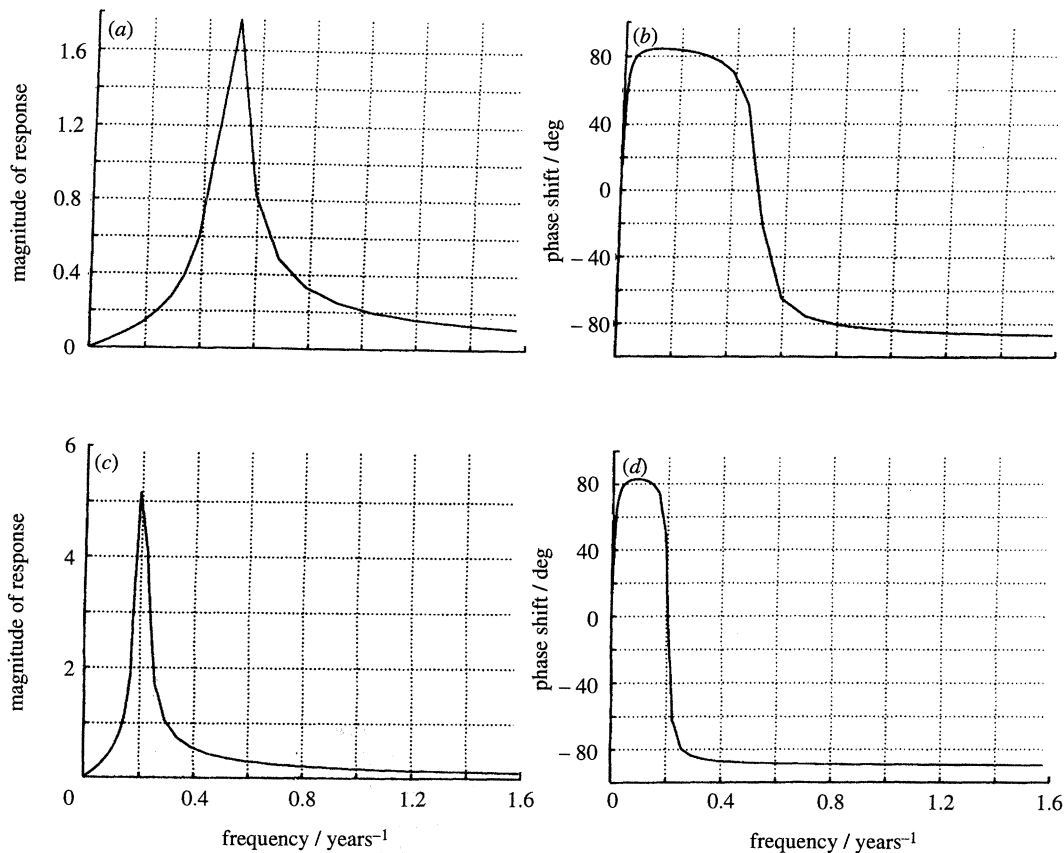 (a)
magnitude of response
1.6
1.2
0.8
0.4
0
(b)
phase shift / deg
80
40
0
− 40
− 80
(c)
magnitude of response
6
4
2
0 0.4 0.8 1.2 1.6
frequency / years⁻¹
(d)
phase shift / deg
80
40
0
− 40
− 80
0 0.4 0.8 1.2 1.6
frequency / years⁻¹